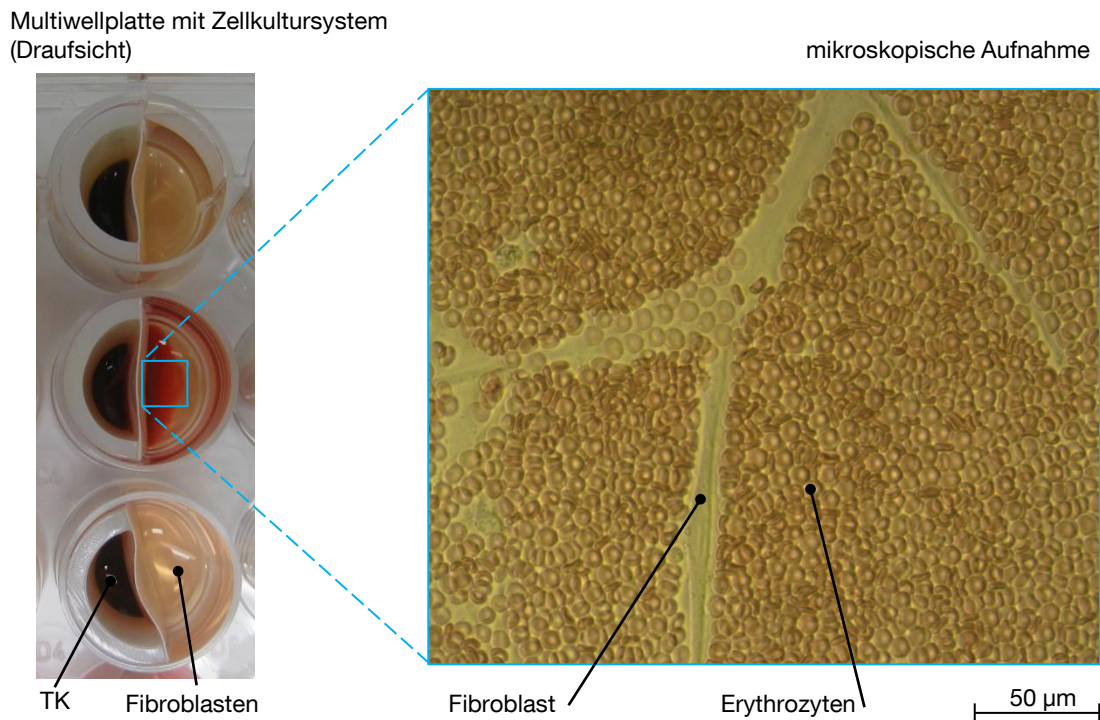 Multiwellplatte mit Zellkultursystem
(Draufsicht)
mikroskopische Aufnahme
TK
Fibroblasten
Fibroblast
Erythrozyten
50 µm